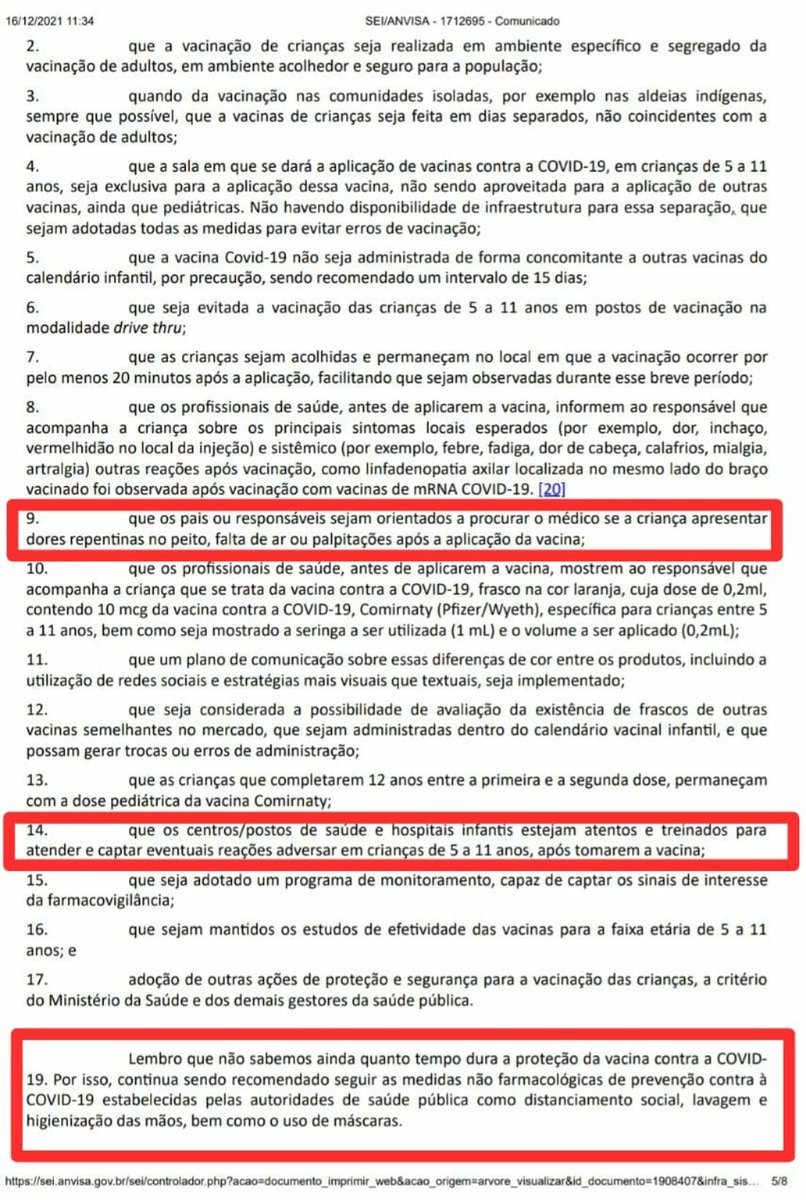 16/12/2021 11:34 SEI/ANVISA - 1712695 - Comunicado
2. que a vacinação de crianças seja realizada em ambiente específico e segregado da
vacinação de adultos, em ambiente acolhedor e seguro para a população;
3. quando da vacinação nas comunidades isoladas, por exemplo nas aldeias indígenas,
sempre que possível, que a vacinas de crianças seja feita em dias separados, não coincidentes com a
vacinação de adultos;
4. que a sala em que se dará a aplicação de vacinas contra a COVID-19, em crianças de 5 a 11
anos, seja exclusiva para a aplicação dessa vacina, não sendo aproveitada para a aplicação de outras
vacinas, ainda que pediátricas. Não havendo disponibilidade de infraestrutura para essa separação, que
sejam adotadas todas as medidas para evitar erros de vacinação;
5. que a vacina Covid-19 não seja administrada de forma concomitante a outras vacinas do
calendário infantil, por precaução, sendo recomendado um intervalo de 15 dias;
6. que seja evitada a vacinação das crianças de 5 a 11 anos em postos de vacinação na
modalidade drive thru;
7. que as crianças sejam acolhidas e permaneçam no local em que a vacinação ocorrer por
pelo menos 20 minutos após a aplicação, facilitando que sejam observadas durante esse breve período;
8. que os profissionais de saúde, antes de aplicarem a vacina, informem ao responsável que
acompanha a criança sobre os principais sintomas locais esperados (por exemplo, dor, inchaço,
vermelhidão no local da injeção) e sistêmico (por exemplo, febre, fadiga, dor de cabeça, calafrios, mialgia,
artralgia) outras reações após vacinação, como linfadenopatia axilar localizada no mesmo lado do braço
vacinado foi observada após vacinação com vacinas de mRNA COVID-19. [20]
9. que os pais ou responsáveis sejam orientados a procurar o médico se a criança apresentar
dores repentinas no peito, falta de ar ou palpitações após a aplicação da vacina;
10. que os profissionais de saúde, antes de aplicarem a vacina, mostrem ao responsável que
acompanha a criança que se trata da vacina contra a COVID-19, frasco na cor laranja, cuja dose de 0,2ml,
contendo 10 mcg da vacina contra a COVID-19, Comirnaty (Pfizer/Wyeth), específica para crianças entre 5
a 11 anos, bem como seja mostrado a seringa a ser utilizada (1 mL) e o volume a ser aplicado (0,2mL);
11. que um plano de comunicação sobre essas diferenças de cor entre os produtos, incluindo a
utilização de redes sociais e estratégias mais visuais que textuais, seja implementado;
12. que seja considerada a possibilidade de avaliação da existência de frascos de outras
vacinas semelhantes no mercado, que sejam administradas dentro do calendário vacinal infantil, e que
possam gerar trocas ou erros de administração;
13. que as crianças que completarem 12 anos entre a primeira e a segunda dose, permaneçam
com a dose pediátrica da vacina Comirnaty;
14. que os centros/postos de saúde e hospitais infantis estejam atentos e treinados para
atender e captar eventuais reações adversar em crianças de 5 a 11 anos, após tomarem a vacina;
15. que seja adotado um programa de monitoramento, capaz de captar os sinais de interesse
da farmacovigilância;
16. que sejam mantidos os estudos de efetividade das vacinas para a faixa etária de 5 a 11
anos; e
17. adoção de outras ações de proteção e segurança para a vacinação das crianças, a critério
do Ministério da Saúde e dos demais gestores da saúde pública.
Lembro que não sabemos ainda quanto tempo dura a proteção da vacina contra a COVID-
19. Por isso, continua sendo recomendado seguir as medidas não farmacológicas de prevenção contra à
COVID-19 estabelecidas pelas autoridades de saúde pública como distanciamento social, lavagem e
higienização das mãos, bem como o uso de máscaras.
https://sei.anvisa.gov.br/sei/controlador.php?acao=documento_imprimir_web&acao_origem=arvore_visualizar&id_documento=1908407&infra_sis... 5/8